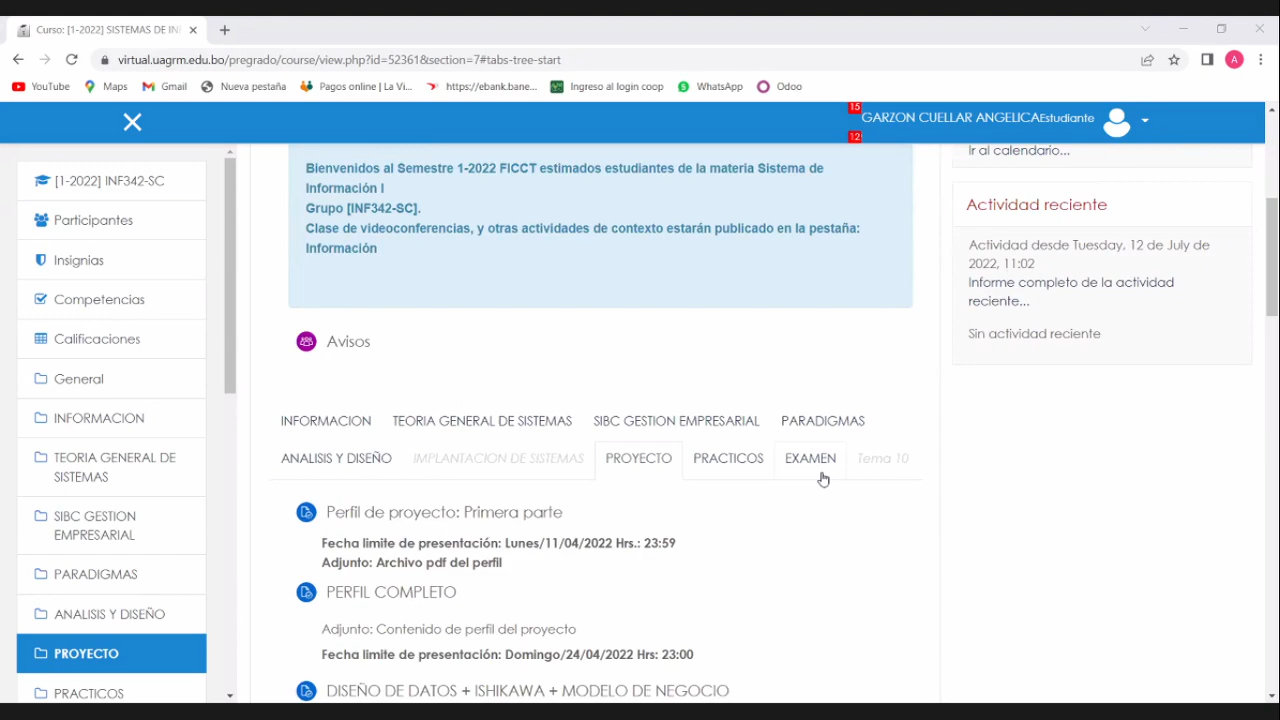 Curso: [1-2022] SISTEMAS DE IN
virtual.uagrm.edu.bo/pregrado/course/view.php?id=52361&section=7#tabs-tree-start
A
YouTube
Maps
Gmail
Nueva pestaña
Pagos online | La Vi...
https://ebank.bane...
Ingreso al login coop
WhatsApp
Odoo
15
12
GARZON CUELLAR ANGELICAEstudiante
[1-2022] INF342-SC
Participantes
Insignias
Competencias
Calificaciones
General
INFORMACION
TEORIA GENERAL DE
SISTEMAS
SIBC GESTION
EMPRESARIAL
PARADIGMAS
ANALISIS Y DISEÑO
PROYECTO
PRACTICOS
Bienvenidos al Semestre 1-2022 FICCT estimados estudiantes de la materia Sistema de
Información I
Grupo [INF342-SC].
Clase de videoconferencias, y otras actividades de contexto estarán publicado en la pestaña:
Información
Avisos
INFORMACION
TEORIA GENERAL DE SISTEMAS
SIBC GESTION EMPRESARIAL
PARADIGMAS
ANALISIS Y DISEÑO
IMPLANTACION DE SISTEMAS
PROYECTO
PRACTICOS
EXAMEN
Tema 10
Perfil de proyecto: Primera parte
Fecha limite de presentación: Lunes/11/04/2022 Hrs.: 23:59
Adjunto: Archivo pdf del perfil
PERFIL COMPLETO
Adjunto: Contenido de perfil del proyecto
Fecha limite de presentación: Domingo/24/04/2022 Hrs: 23:00
DISEÑO DE DATOS + ISHIKAWA + MODELO DE NEGOCIO
Ir al calendario...
Actividad reciente
Actividad desde Tuesday, 12 de July de
2022, 11:02
Informe completo de la actividad
reciente...
Sin actividad reciente